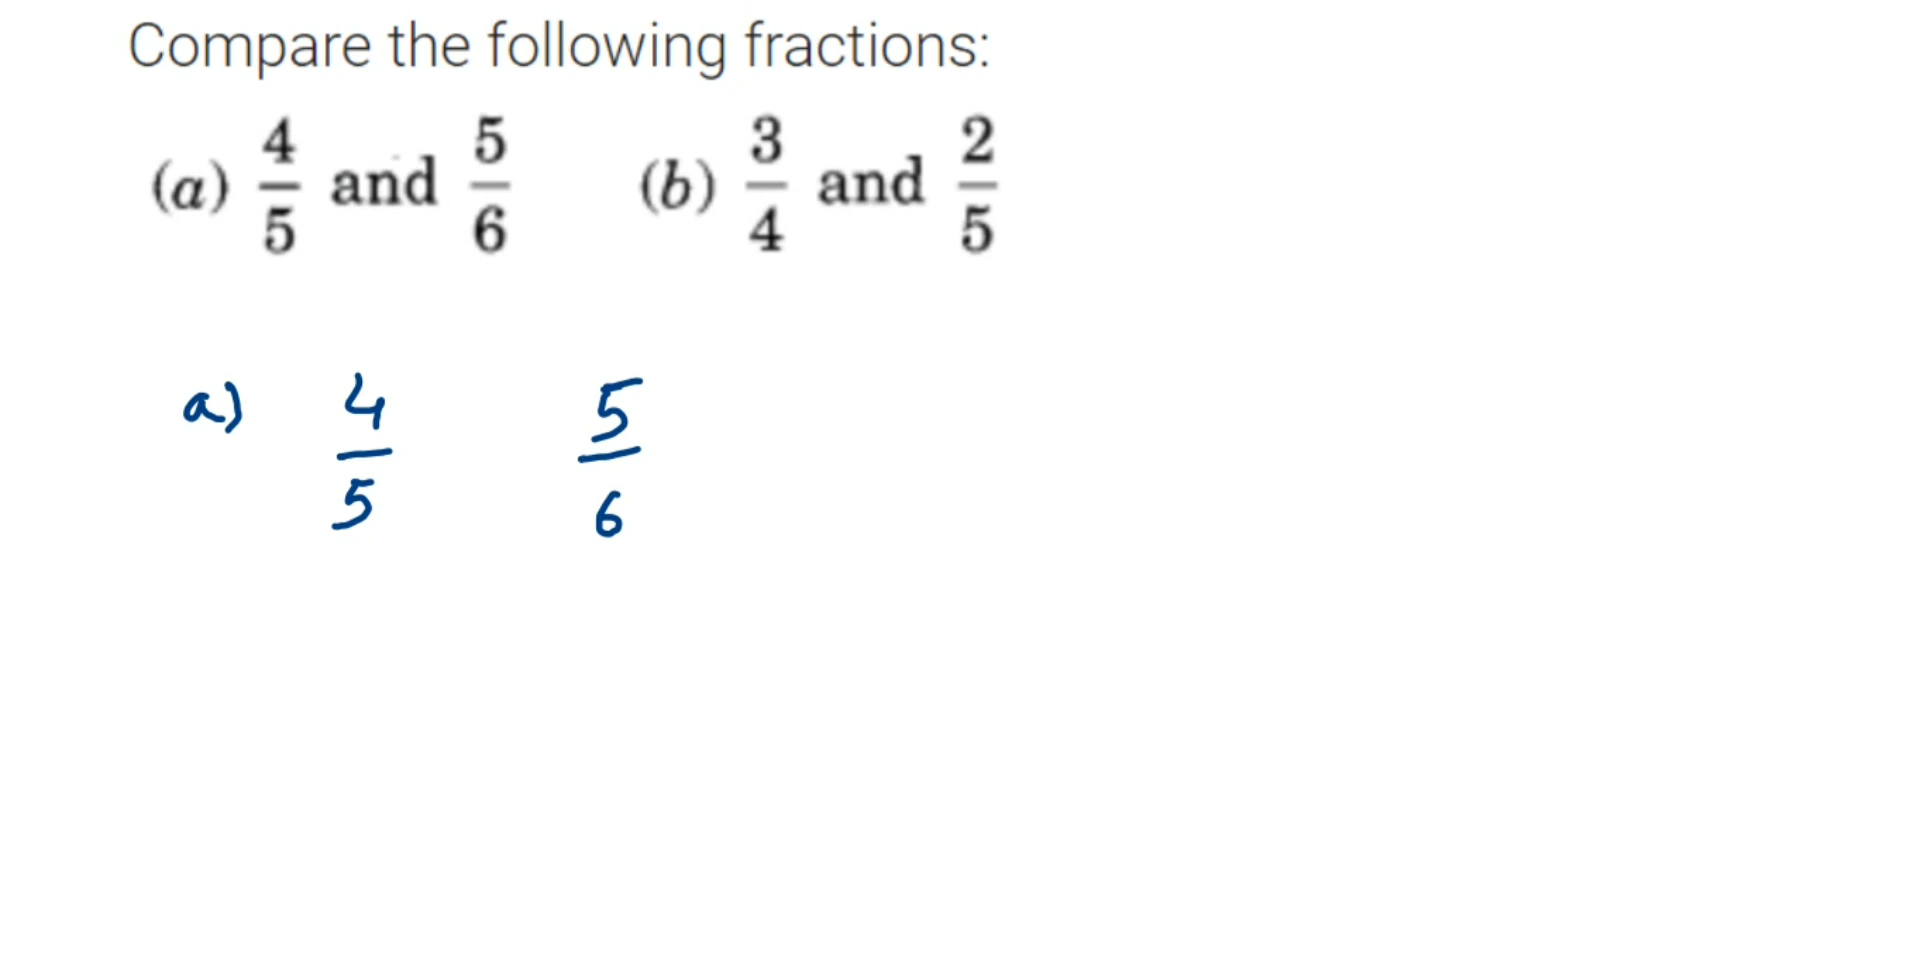 Compare the following fractions:
(a) 4/5 and 5/6 (b) 3/4 and 2/5
a) 4/5 5/6